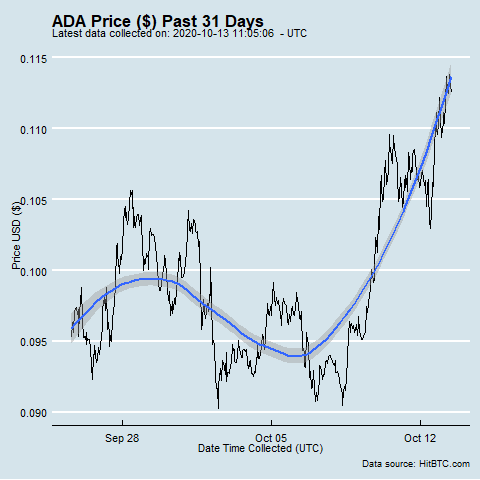 ADA Price ($) Past 31 Days
Latest data collected on: 2020-10-13 11:05:06 - UTC
0.115
0.110
0.105
0.100
0.095
0.090
Price USD ($)
Sep 28
Oct 05
Oct 12
Date Time Collected (UTC)
Data source: HitBTC.com